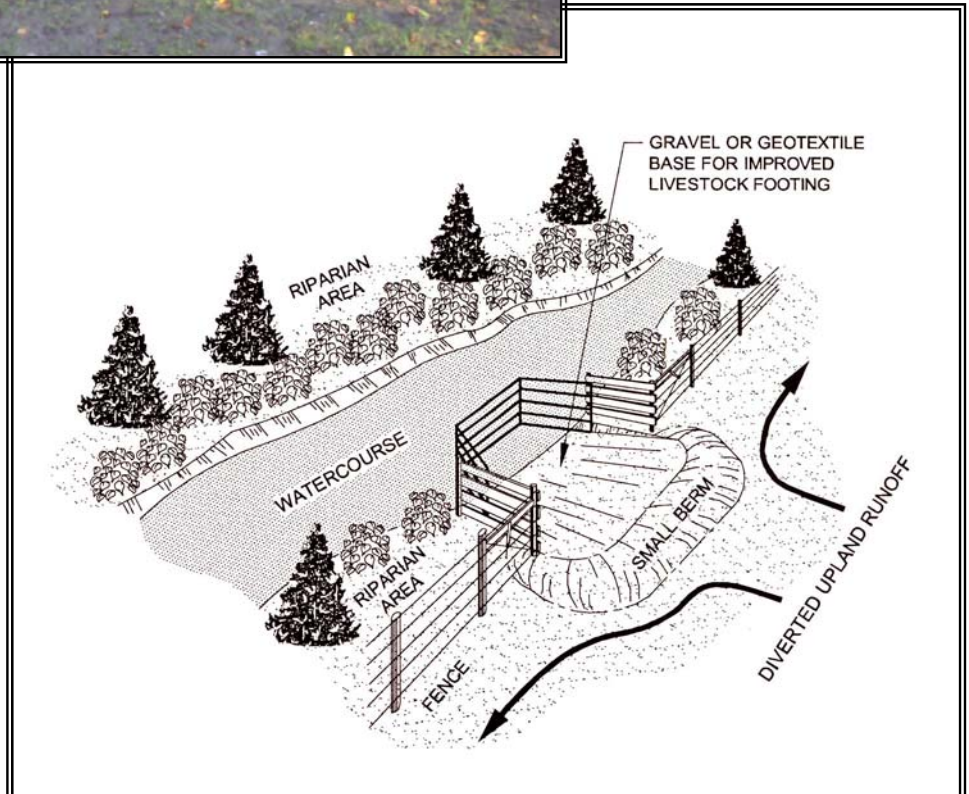 GRAVEL OR GEOTEXTILE
BASE FOR IMPROVED
LIVESTOCK FOOTING
RIPARIAN
AREA
WATERCOURSE
SMALL BERM
RIPARIAN
AREA
FENCE
DIVERTED UPLAND RUNOFF